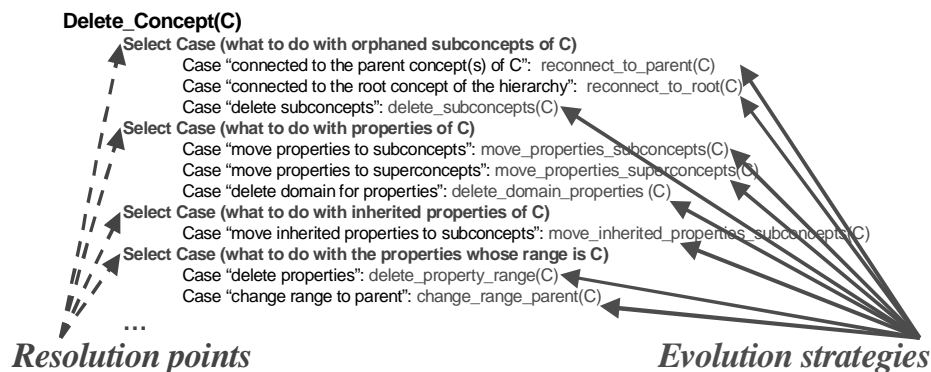 Delete_Concept(C)
Select Case (what to do with orphaned subconcepts of C)
Case “connected to the parent concept(s) of C”: reconnect_to_parent(C)
Case “connected to the root concept of the hierarchy”: reconnect_to_root(C)
Case “delete subconcepts”: delete_subconcepts(C)
Select Case (what to do with properties of C)
Case “move properties to subconcepts”: move_properties_subconcepts(C)
Case “move properties to superconcepts”: move_properties_superconcepts(C)
Case “delete domain for properties”: delete_domain_properties (C)
Select Case (what to do with inherited properties of C)
Case “move inherited properties to subconcepts”: move_inherited_properties_subconcepts(C)
Select Case (what to do with the properties whose range is C)
Case “delete properties”: delete_property_range(C)
Case “change range to parent”: change_range_parent(C)
...
Resolution points
Evolution strategies